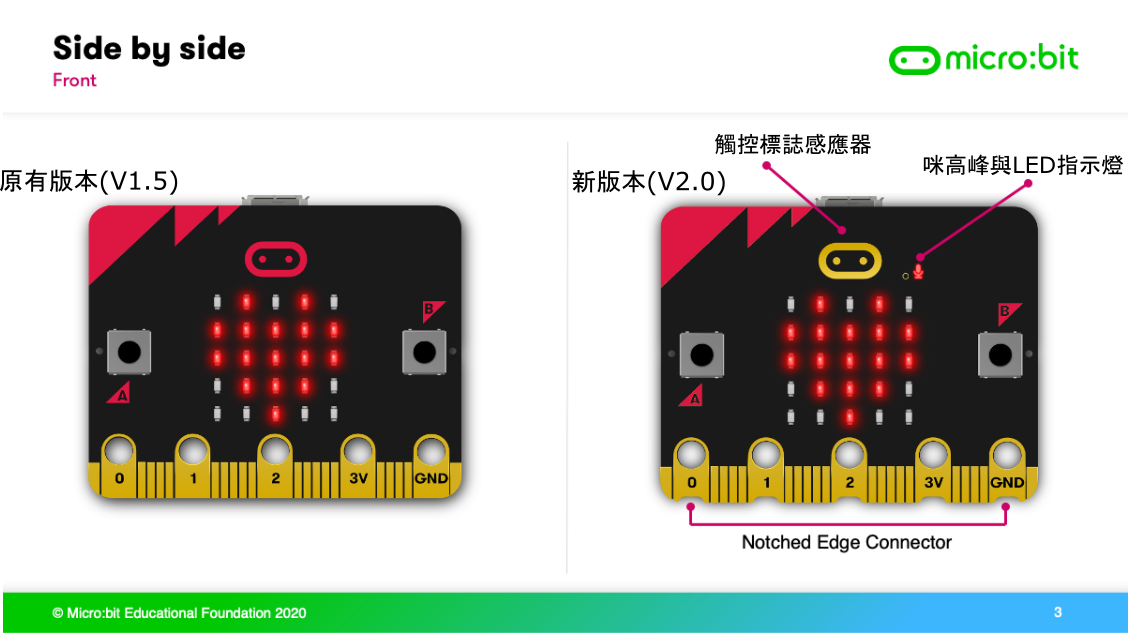 Side by side
Front
micro:bit
原有版本(V1.5)
新版本(V2.0)
觸控標誌感應器
咪高峰與LED指示燈
B
A
0 1 2 3V GND
B
A
0 1 2 3V GND
Notched Edge Connector
© Micro:bit Educational Foundation 2020
3